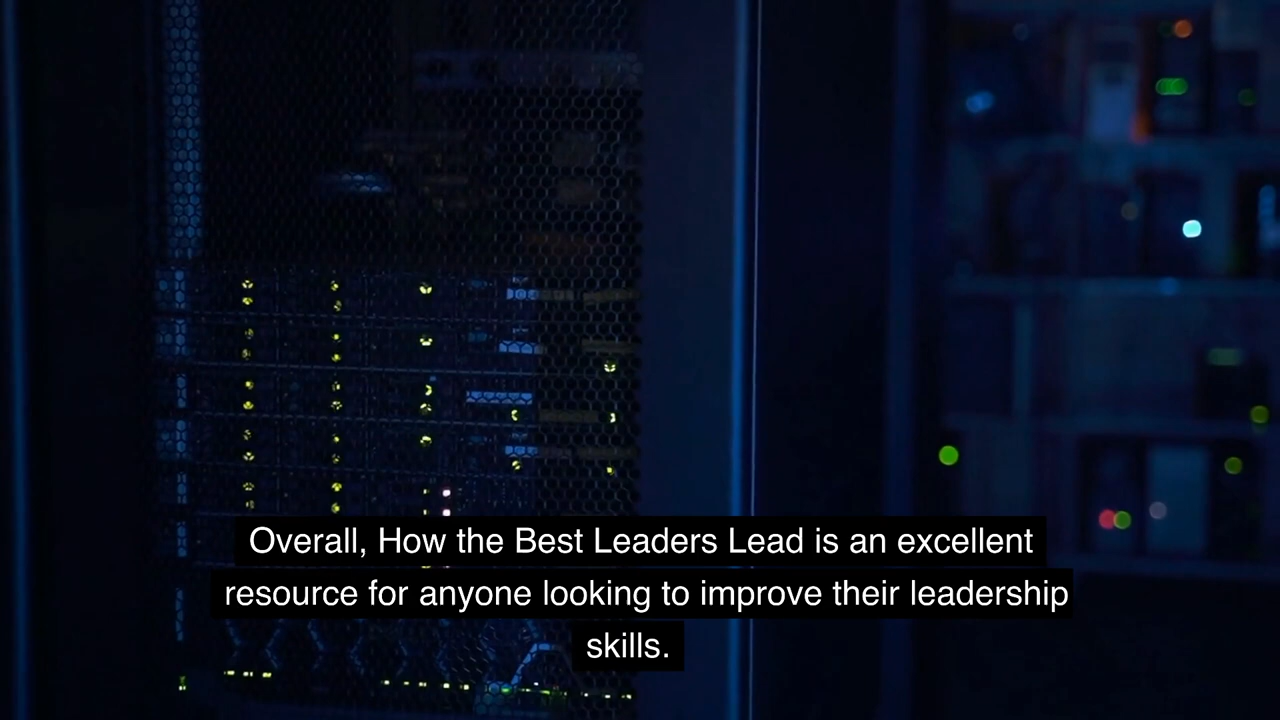 Overall, How the Best Leaders Lead is an excellent
resource for anyone looking to improve their leadership
skills.